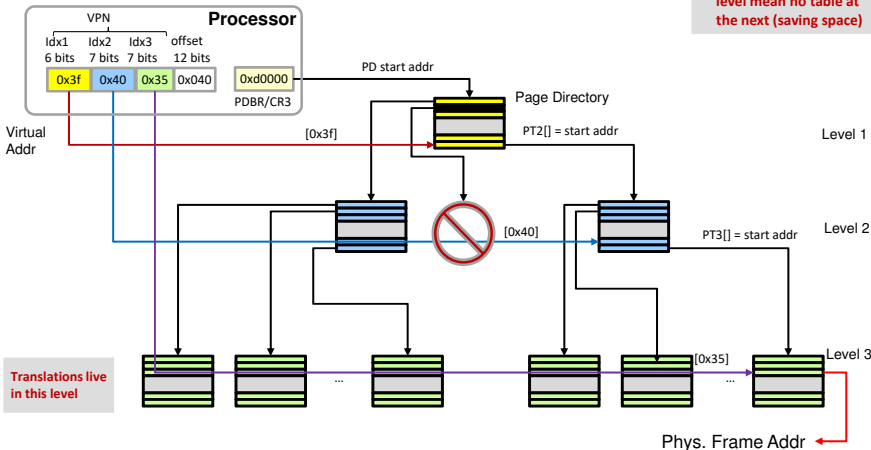 level mean no table at
the next (saving space)
Processor
VPN
Idx1 Idx2 Idx3 offset
6 bits 7 bits 7 bits 12 bits
0x3f 0x40 0x35 0x040
0xd0000
PDBR/CR3
PD start addr
Page Directory
Virtual
Addr
[0x3f]
PT2[] = start addr
Level 1
[0x40]
Level 2
PT3[] = start addr
[0x35]
Level 3
Translations live
in this level
...
...
Phys. Frame Addr